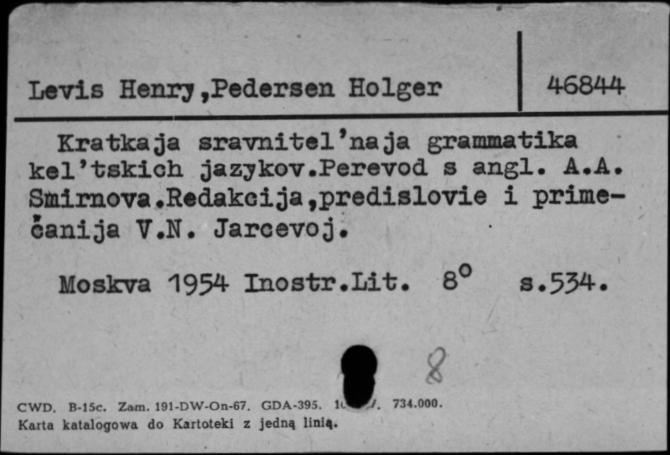 Levis Henry,Pedersen Holger
46844
Kratkaja sravnitel'naja grammatika
kel'tskich jazykov.Perevod s angl. A.A.
Smirnova.Redakcija,predislovie i prime-
čanija V.N. Jarcevoj.
Moskva 1954 Inostr.Lit. 8° s.534.
8
CWD. B-15c. Zam. 191-DW-On-67. GDA-395. 734.000.
Karta katalogowa do Kartoteki z jedną linią.